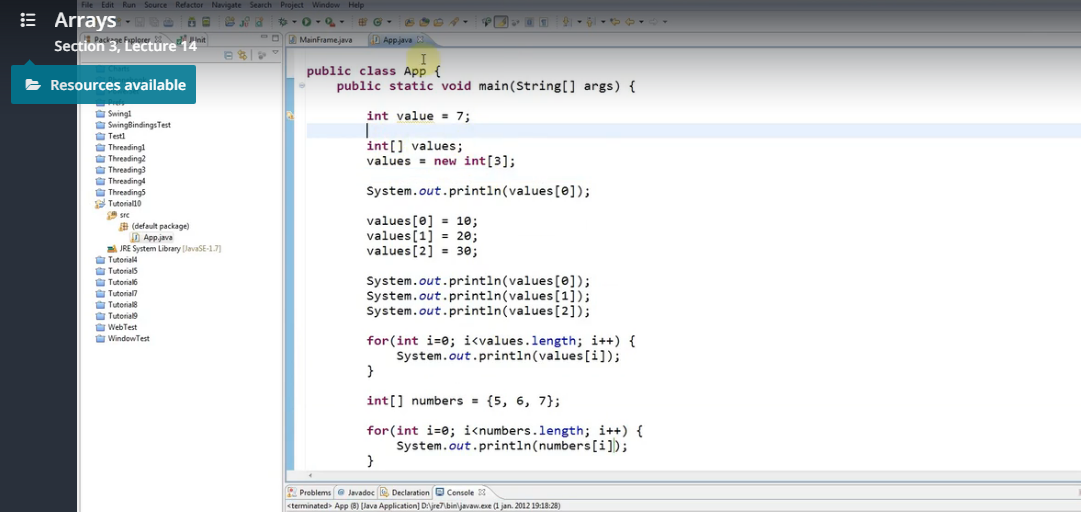 File Edit Run Source Refactor Navigate Search Project Window Help
Arrays
Section 3, Lecture 14
Resources available
Package Explorer JUnit
Swing1
SwingBindingsTest
Test1
Threading1
Threading2
Threading3
Threading4
Threading5
Tutorial10
src
(default package)
App.java
JRE System Library [JavaSE-1.7]
Tutorial4
Tutorial5
Tutorial6
Tutorial7
Tutorial8
Tutorial9
WebTest
WindowTest
MainFrame.java App.java
public class App {
public static void main(String[] args) {
int value = 7;
int[] values;
values = new int[3];
System.out.println(values[0]);
values[0] = 10;
values[1] = 20;
values[2] = 30;
System.out.println(values[0]);
System.out.println(values[1]);
System.out.println(values[2]);
for(int i=0; i<values.length; i++) {
System.out.println(values[i]);
}
int[] numbers = {5, 6, 7};
for(int i=0; i<numbers.length; i++) {
System.out.println(numbers[i]);
}
Problems @ Javadoc Declaration Console
<terminated> App (8) [Java Application] D:\jre7\bin\javaw.exe (1 jan. 2012 19:18:28)